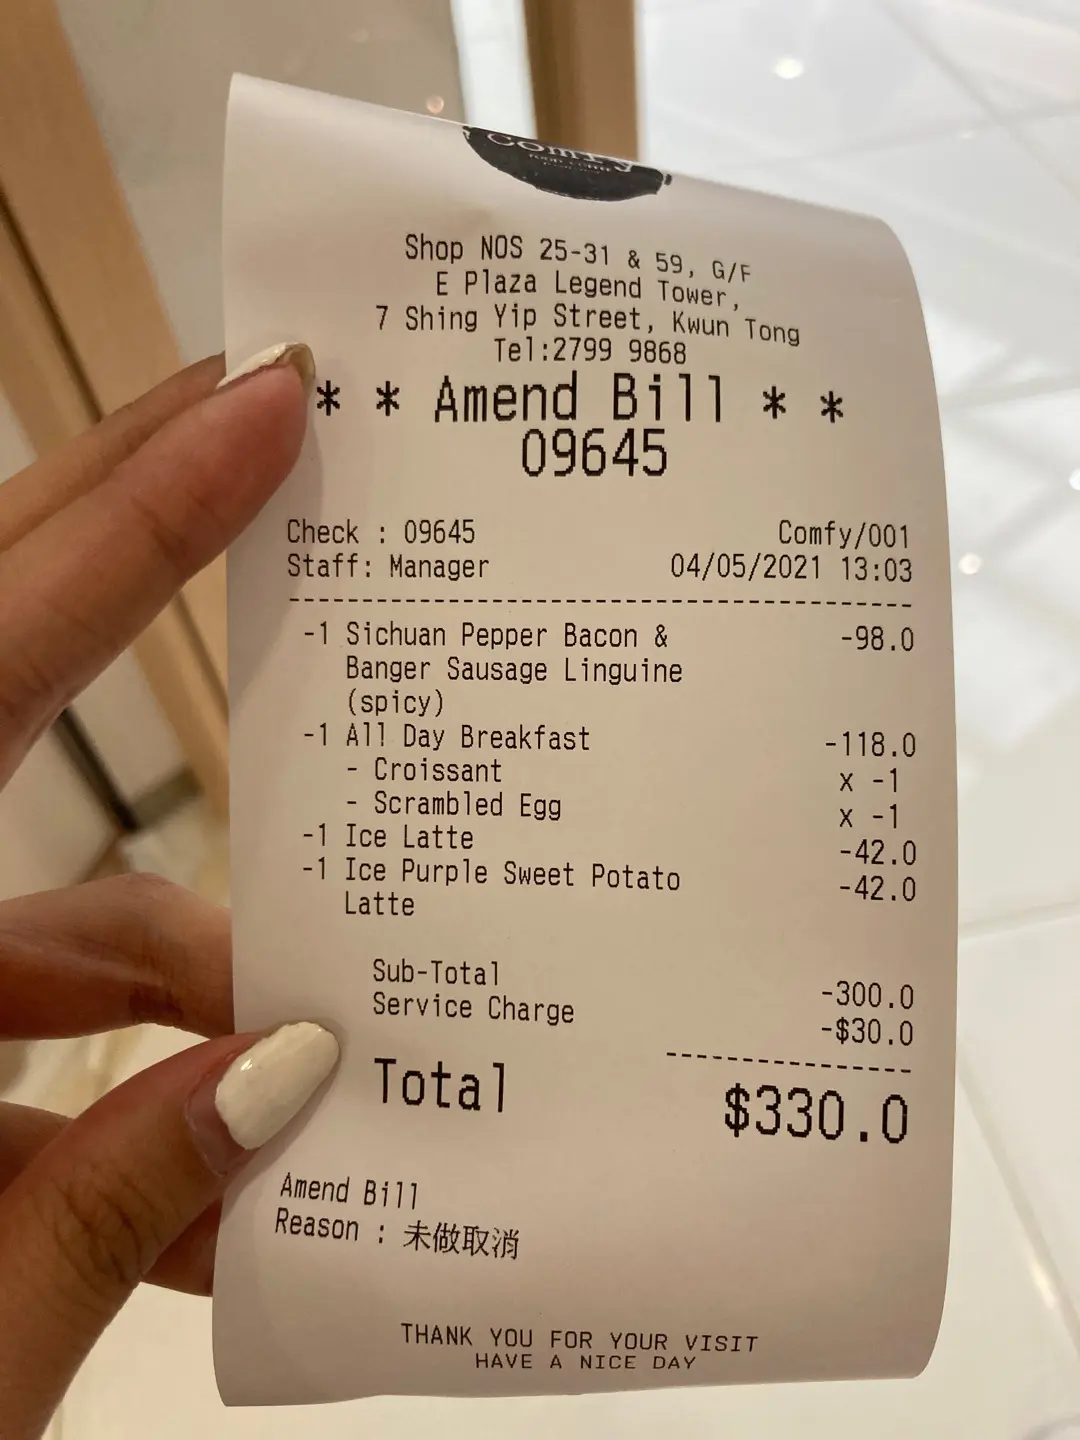 Comfy
Shop NOS 25-31 & 59, G/F
E Plaza Legend Tower,
7 Shing Yip Street, Kwun Tong
Tel:2799 9868
* * Amend Bill * *
09645
Check : 09645 Comfy/001
Staff: Manager 04/05/2021 13:03
-1 Sichuan Pepper Bacon & -98.0
Banger Sausage Linguine
(spicy)
-1 All Day Breakfast -118.0
- Croissant x -1
- Scrambled Egg x -1
-1 Ice Latte -42.0
-1 Ice Purple Sweet Potato -42.0
Latte
Sub-Total -300.0
Service Charge -$30.0
Total $330.0
Amend Bill
Reason : 未做取消
THANK YOU FOR YOUR VISIT
HAVE A NICE DAY